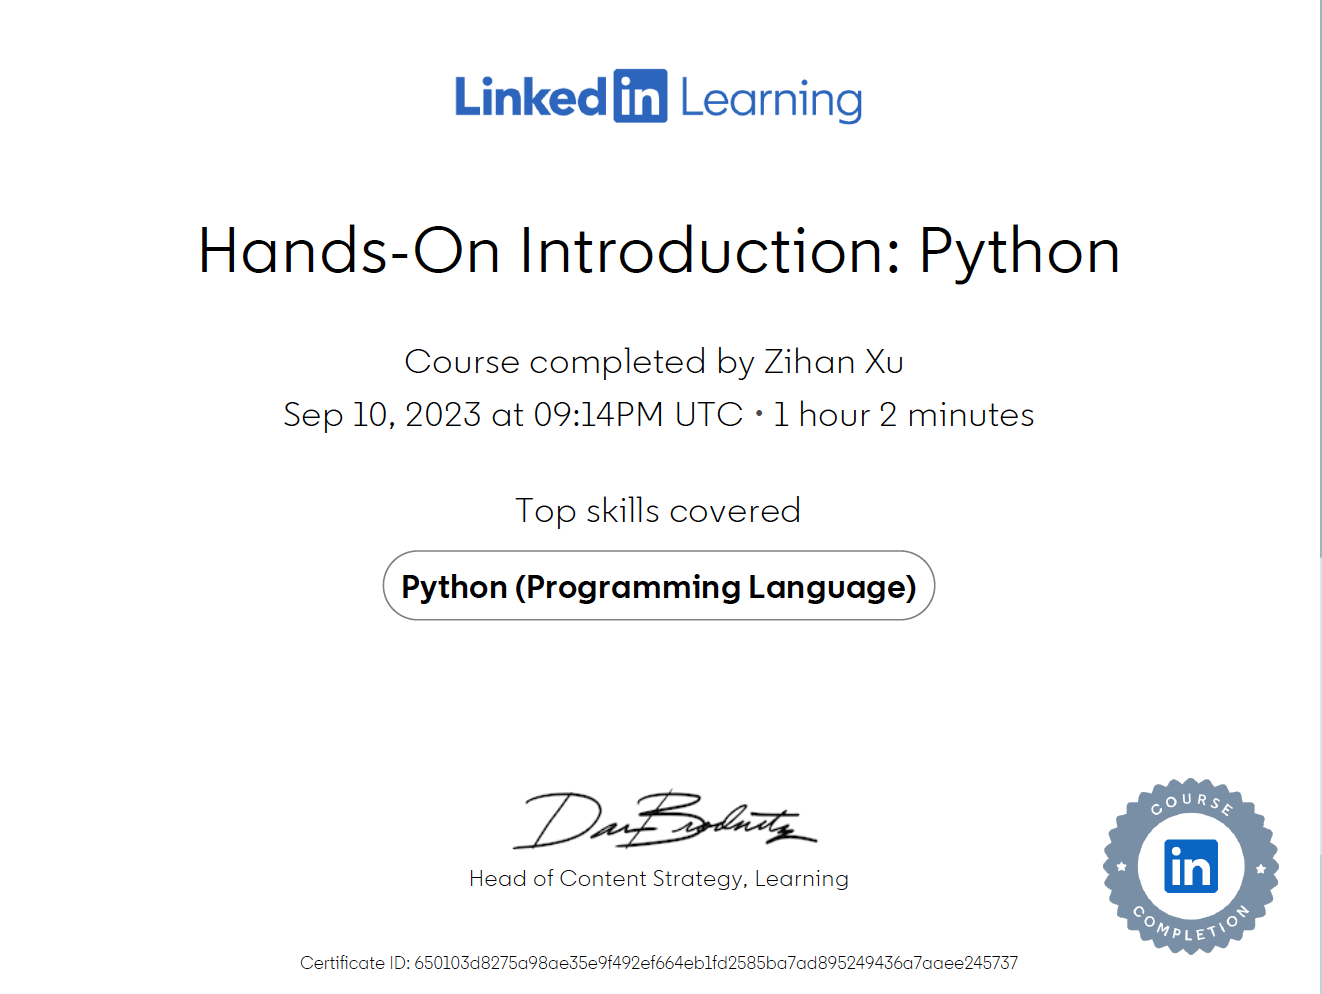 Linked in Learning
Hands-On Introduction: Python
Course completed by Zihan Xu
Sep 10, 2023 at 09:14PM UTC • 1 hour 2 minutes
Top skills covered
Python (Programming Language)
Dan Brodnitz
Head of Content Strategy, Learning
COURSE
in
COMPLETION
Certificate ID: 650103d8275a98ae35e9f492ef664eb1fd2585ba7ad895249436a7aaee245737